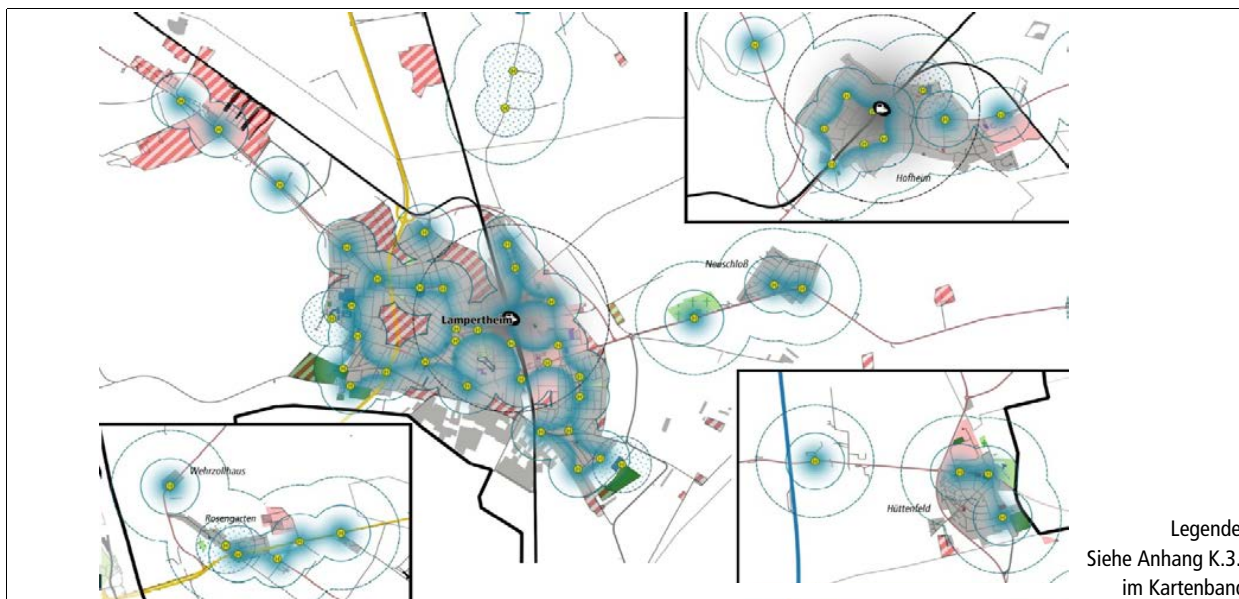 Hofheim
Neuschloß
Lampertheim
Wehrzollhaus
Rosengarten
Hüttenfeld
Legende
Siehe Anhang K.3.
im Kartenband